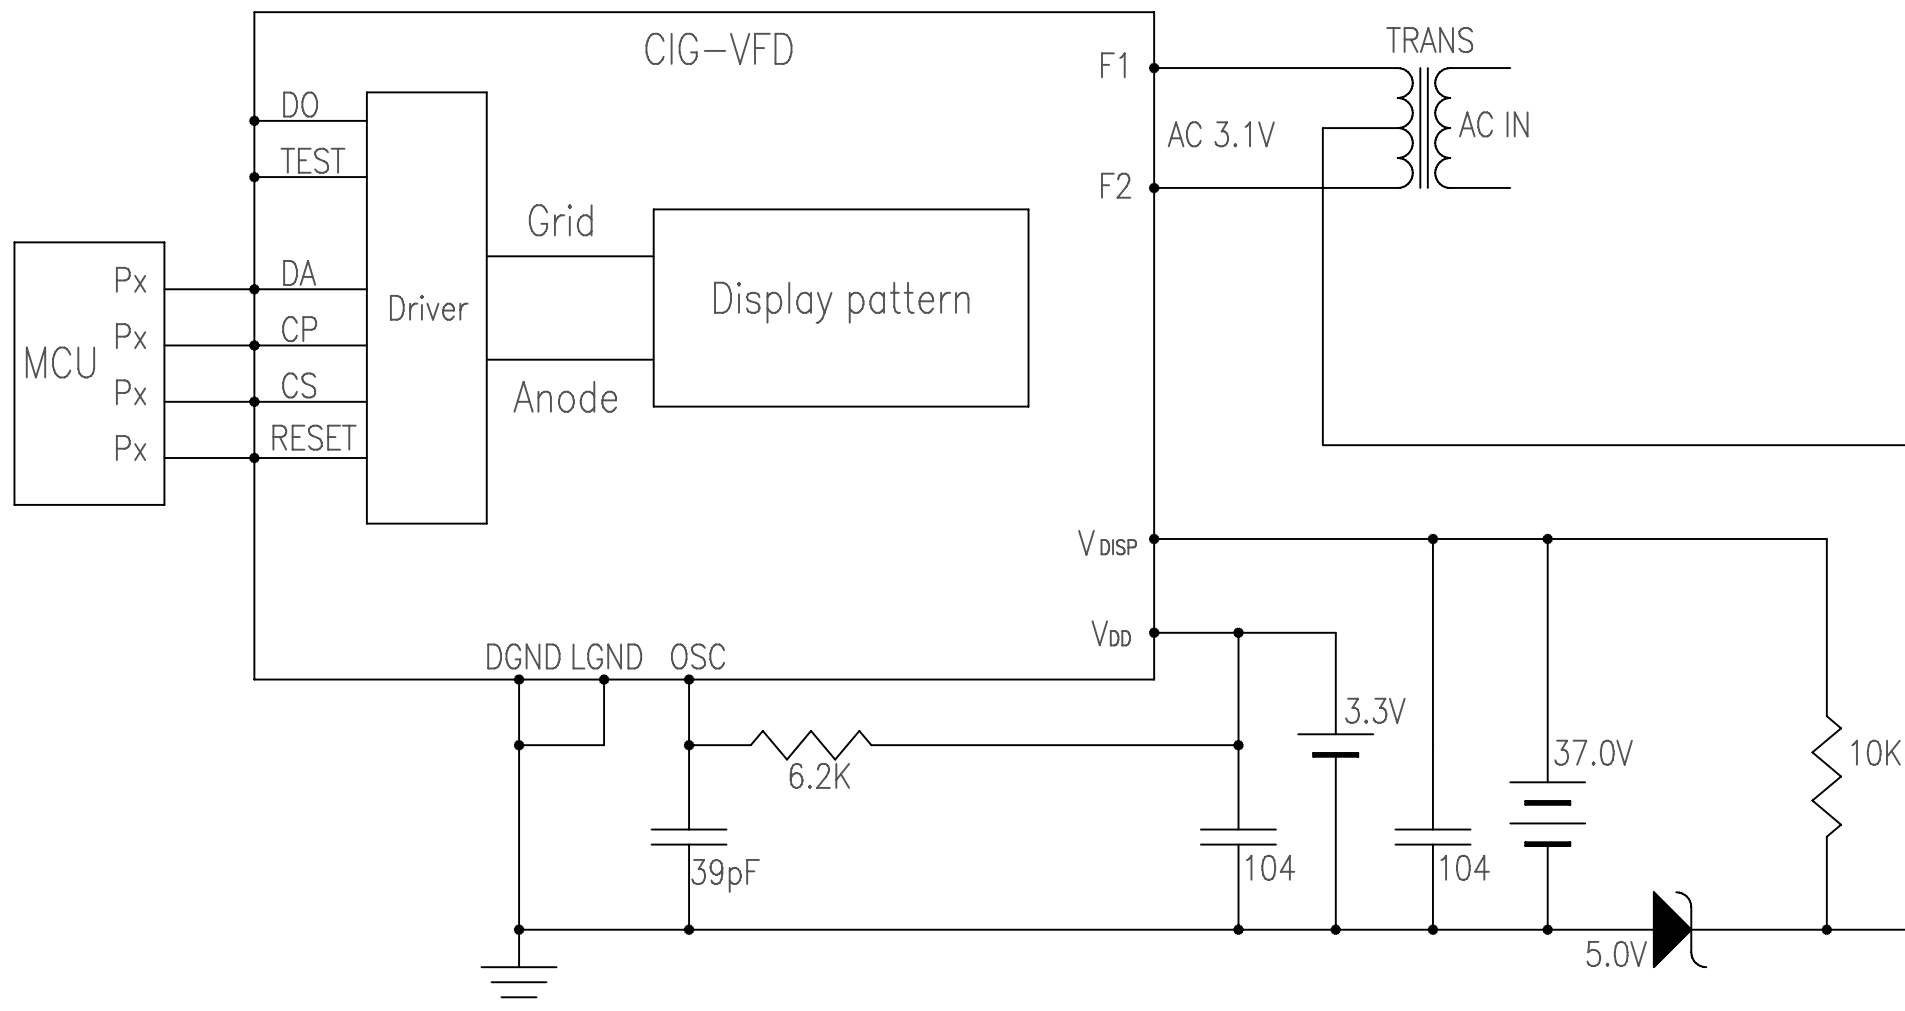 CIG-VFD
TRANS
F1
DO
AC 3.1V
AC IN
TEST
F2
Grid
Px
DA
Display pattern
Driver
Px
CP
MCU
Px
CS
Anode
Px
RESET
V DISP
VDD
DGND LGND OSC
3.3V
37.0V
10K
6.2K
39pF
104
104
5.0V